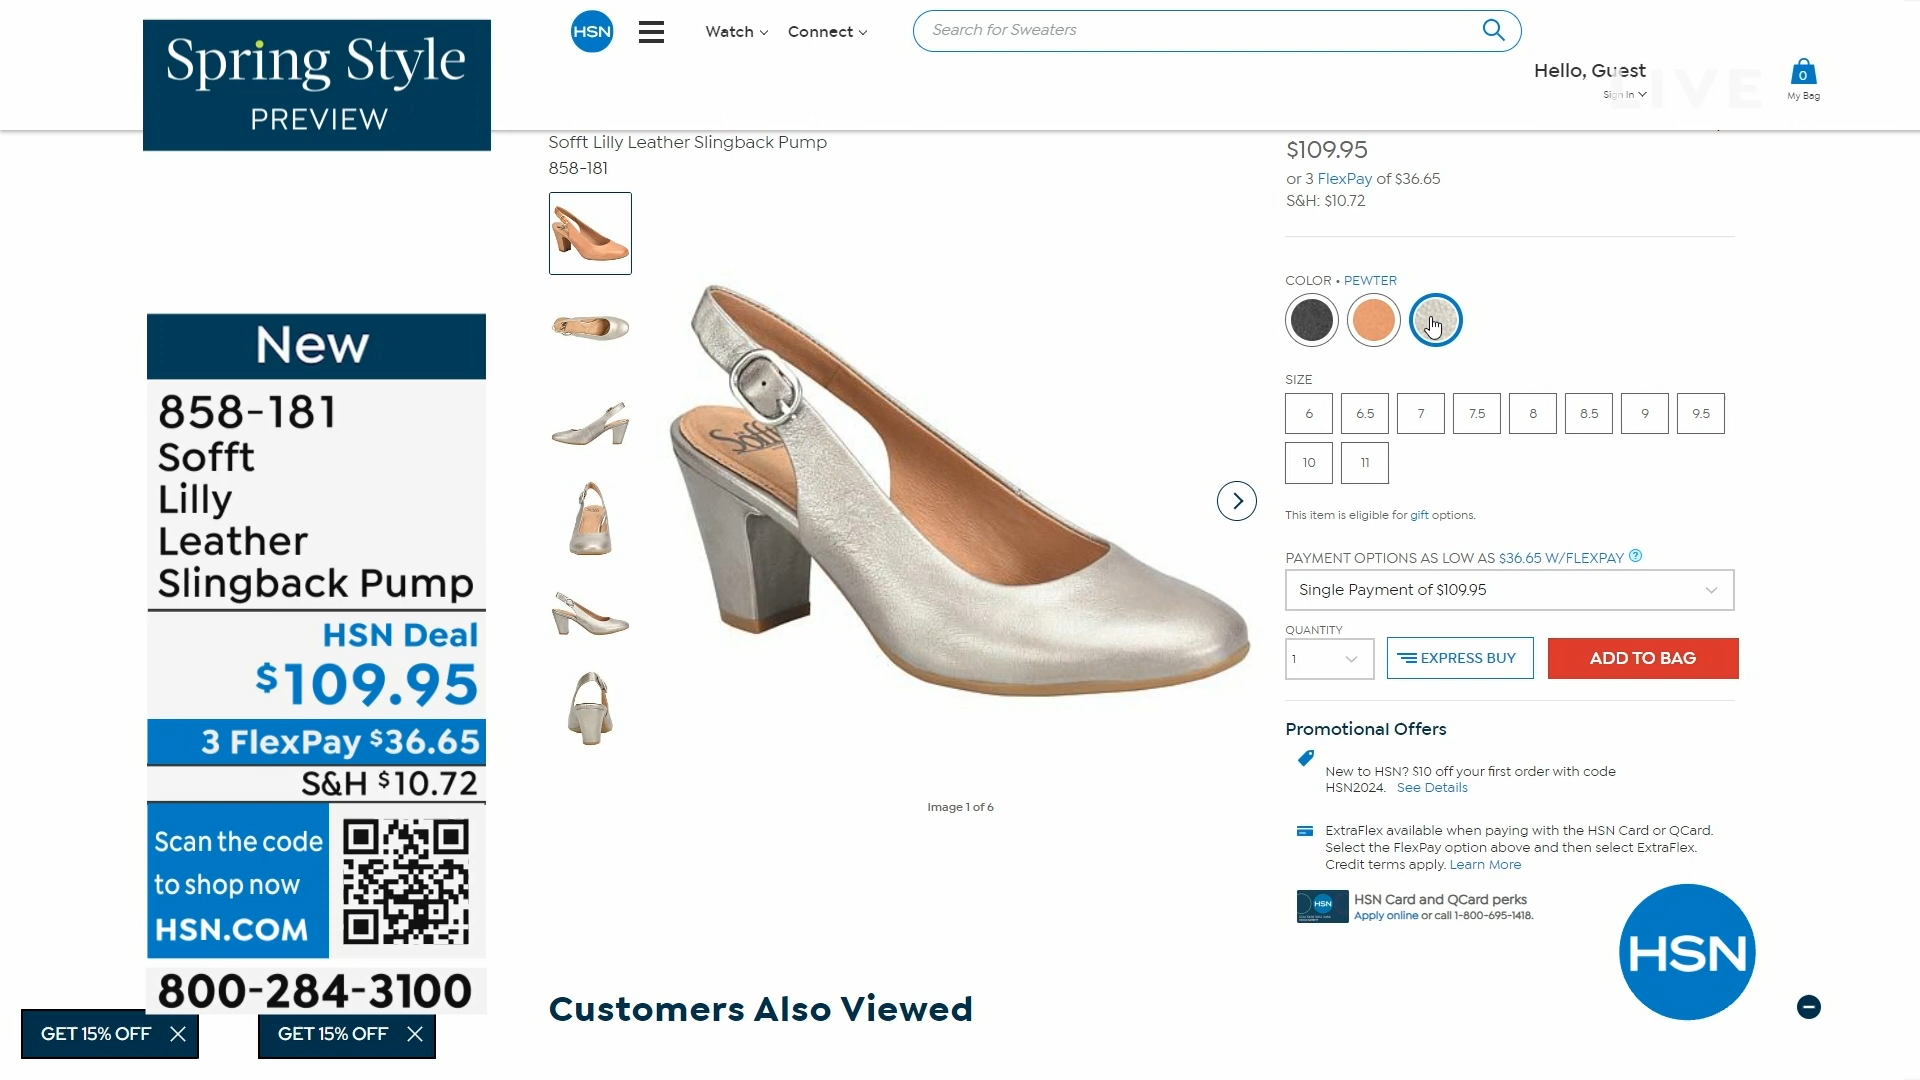 Spring Style
PREVIEW
HSN
Watch
Connect
Search for Sweaters
Hello, Guest
Sign In
LIVE
0
My Bag
Sofft Lilly Leather Slingback Pump
858-181
$109.95
or 3 FlexPay of $36.65
S&H: $10.72
COLOR • PEWTER
SIZE
6
6.5
7
7.5
8
8.5
9
9.5
10
11
This item is eligible for gift options.
PAYMENT OPTIONS AS LOW AS $36.65 W/FLEXPAY ?
Single Payment of $109.95
QUANTITY
1
EXPRESS BUY
ADD TO BAG
Promotional Offers
New to HSN? $10 off your first order with code
HSN2024. See Details
ExtraFlex available when paying with the HSN Card or QCard.
Select the FlexPay option above and then select ExtraFlex.
Credit terms apply. Learn More
HSN
HSN Card and QCard perks
Apply online or call 1-800-695-1418.
Image 1 of 6
Söfft
New
858-181
Sofft
Lilly
Leather
Slingback Pump
HSN Deal
$109.95
3 FlexPay $36.65
S&H $10.72
Scan the code
to shop now
HSN.COM
800-284-3100
GET 15% OFF
GET 15% OFF
Customers Also Viewed
HSN